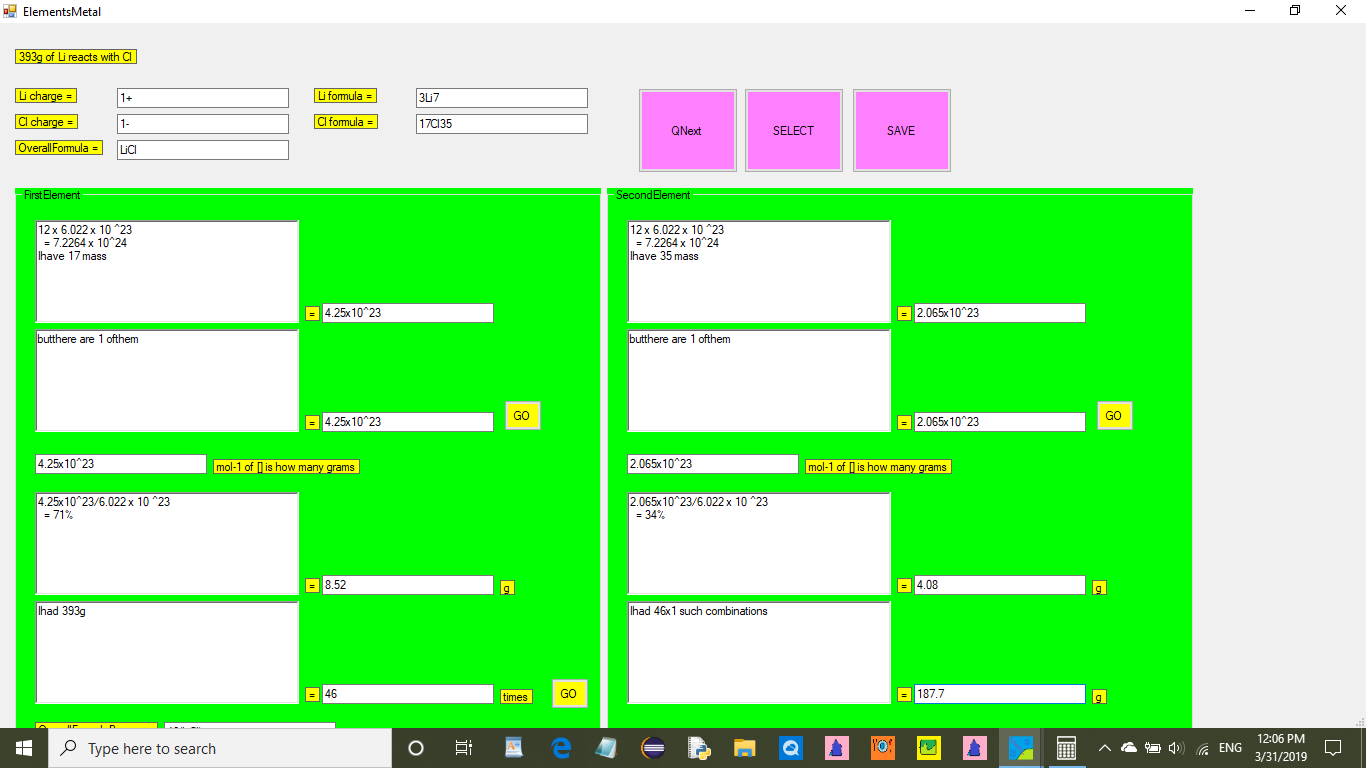 ElementsMetal
393g of Li reacts with Cl
Li charge =
1+
Li formula =
3Li7
Cl charge =
1-
Cl formula =
17Cl35
OverallFormula =
LiCl
QNext
SELECT
SAVE
FirstElement
12 x 6.022 x 10 ^23
= 7.2264 x 10^24
Ihave 17 mass
=
4.25x10^23
butthere are 1 ofthem
=
4.25x10^23
GO
4.25x10^23
mol-1 of [] is how many grams
4.25x10^23/6.022 x 10 ^23
= 71%
=
8.52
g
Ihad 393g
=
46
times
GO
SecondElement
12 x 6.022 x 10 ^23
= 7.2264 x 10^24
Ihave 35 mass
=
2.065x10^23
butthere are 1 ofthem
=
2.065x10^23
GO
2.065x10^23
mol-1 of [] is how many grams
2.065x10^23/6.022 x 10 ^23
= 34%
=
4.08
g
Ihad 46x1 such combinations
=
187.7
g
Type here to search
ENG
12:06 PM
3/31/2019